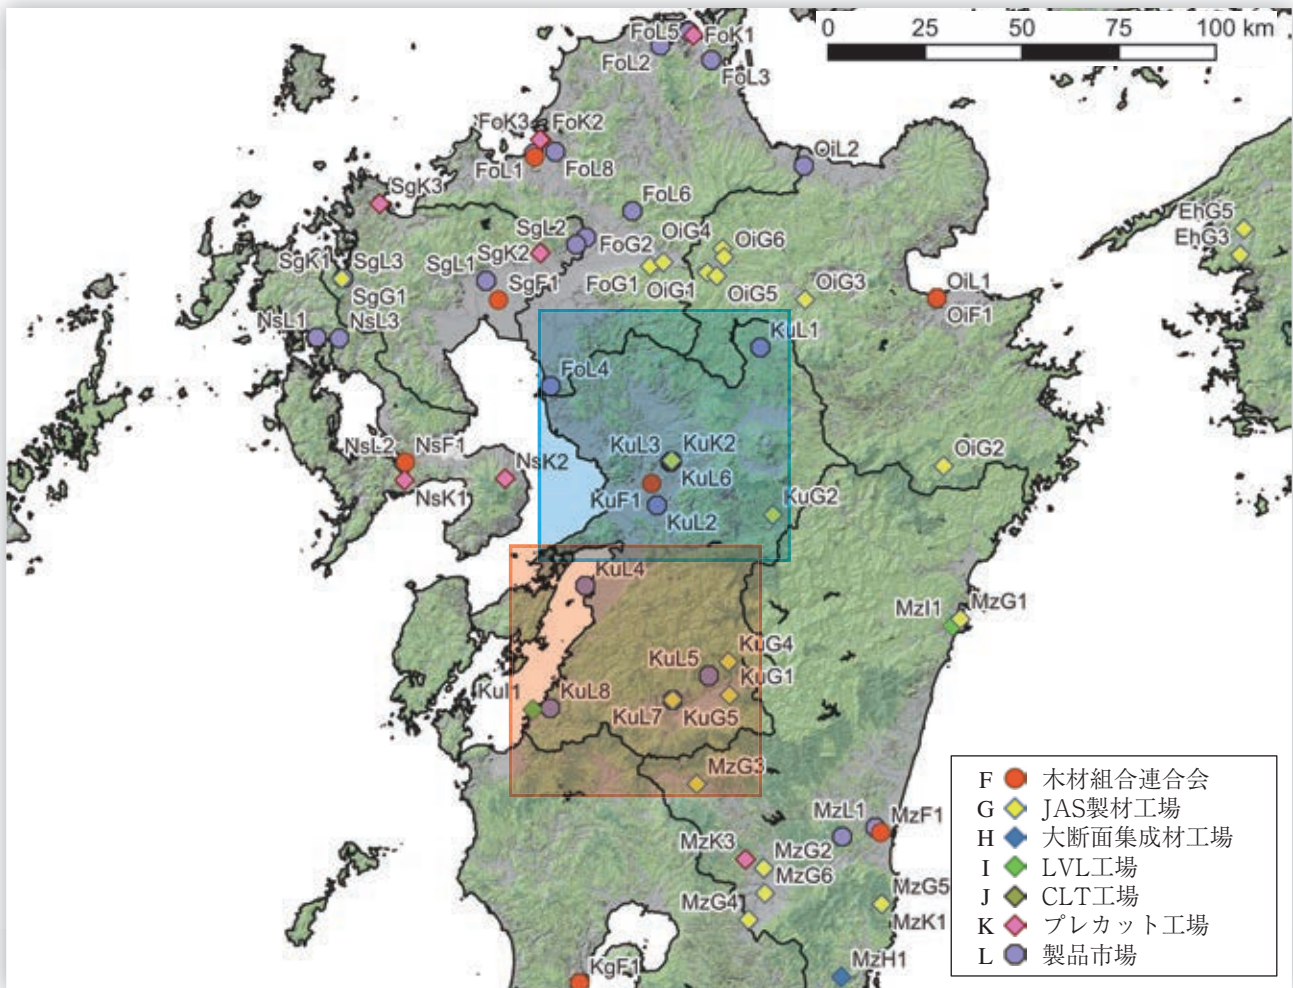 0 25 50 75 100 km
FoL5 FoK1
FoL2
FoL3
FoK3 FoK2
FoL1 FoL8
OiL2
SgK3
FoL6
EhG5
SgL2 OiG4 OiG6
FoG2
EhG3
SgK1 SgL3 SgL1 SgK2
FoG1 OiG1 OiG5 OiG3 OiL1
SgF1
SgG1
OiF1
NsL1 NsL3
KuL1
FoL4
NsL2 NsF1 KuL3 KuK2
OiG2
NsK2
KuL6
NsK1 KuF1 KuG2
KuL2
KuL4
MzI1 MzG1
KuG4
KuL5
KuG1
KuI1 KuL8
KuL7 KuG5
MzG3
MzL1 MzF1
MzK3 MzG2
MzG6
MzG5
MzG4
MzK1
MzH1
KgF1
F 木材組合連合会
G JAS製材工場
H 大断面集成材工場
I LVL工場
J CLT工場
K プレカット工場
L 製品市場